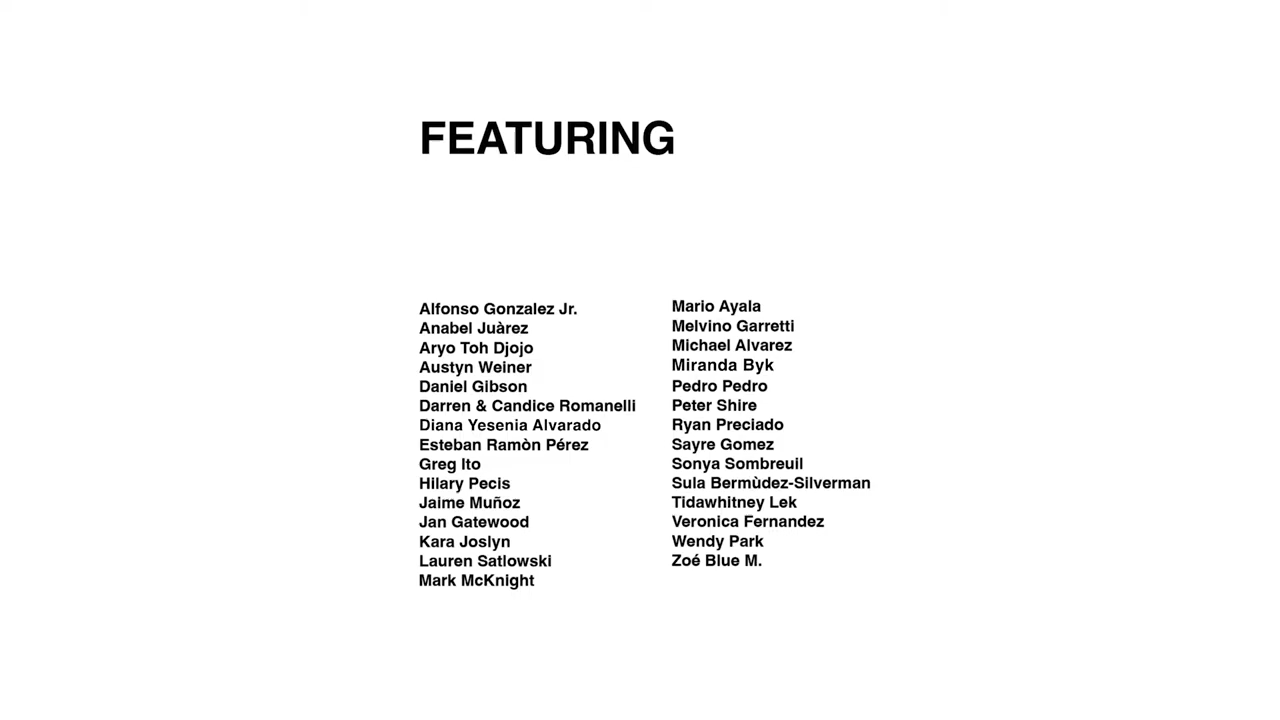 FEATURING
Alfonso Gonzalez Jr.
Anabel Juàrez
Aryo Toh Djojo
Austyn Weiner
Daniel Gibson
Darren & Candice Romanelli
Diana Yesenia Alvarado
Esteban Ramòn Pérez
Greg Ito
Hilary Pecis
Jaime Muñoz
Jan Gatewood
Kara Joslyn
Lauren Satlowski
Mark McKnight
Mario Ayala
Melvino Garretti
Michael Alvarez
Miranda Byk
Pedro Pedro
Peter Shire
Ryan Preciado
Sayre Gomez
Sonya Sombreuil
Sula Bermùdez-Silverman
Tidawhitney Lek
Veronica Fernandez
Wendy Park
Zoé Blue M.